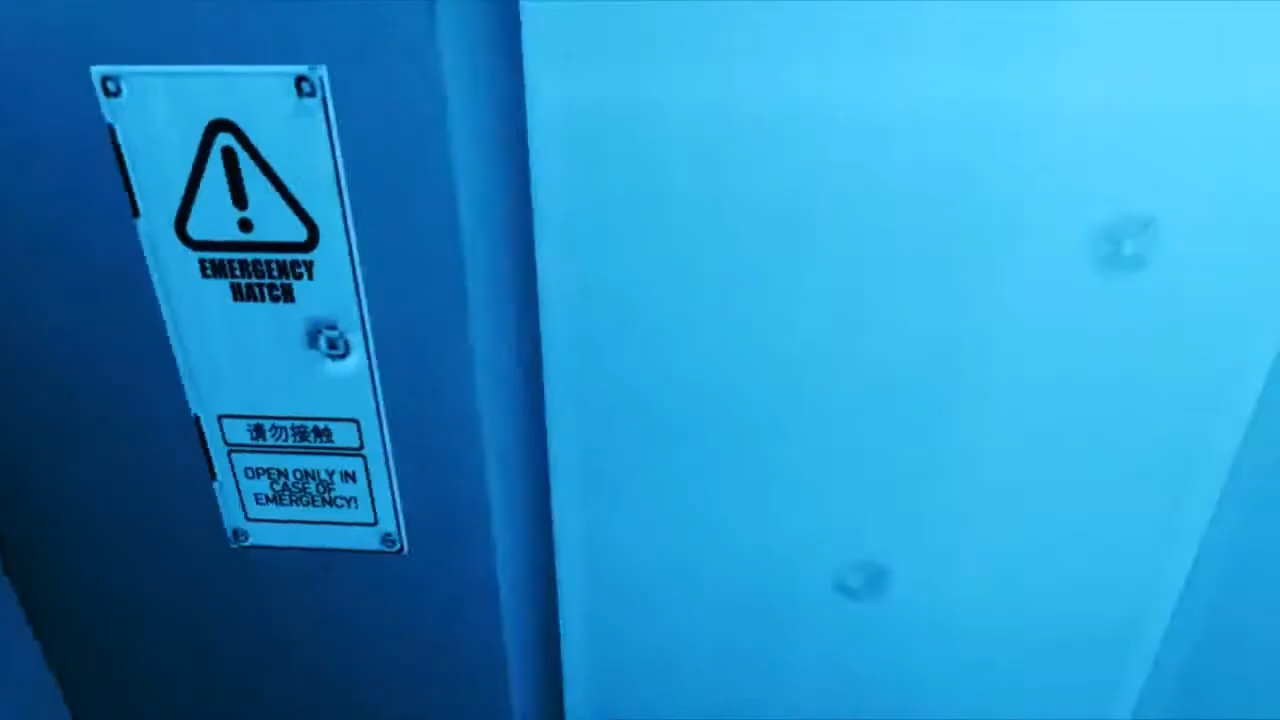 EMERGENCY
HATCH
请勿接触
OPEN ONLY IN
CASE OF
EMERGENCY!